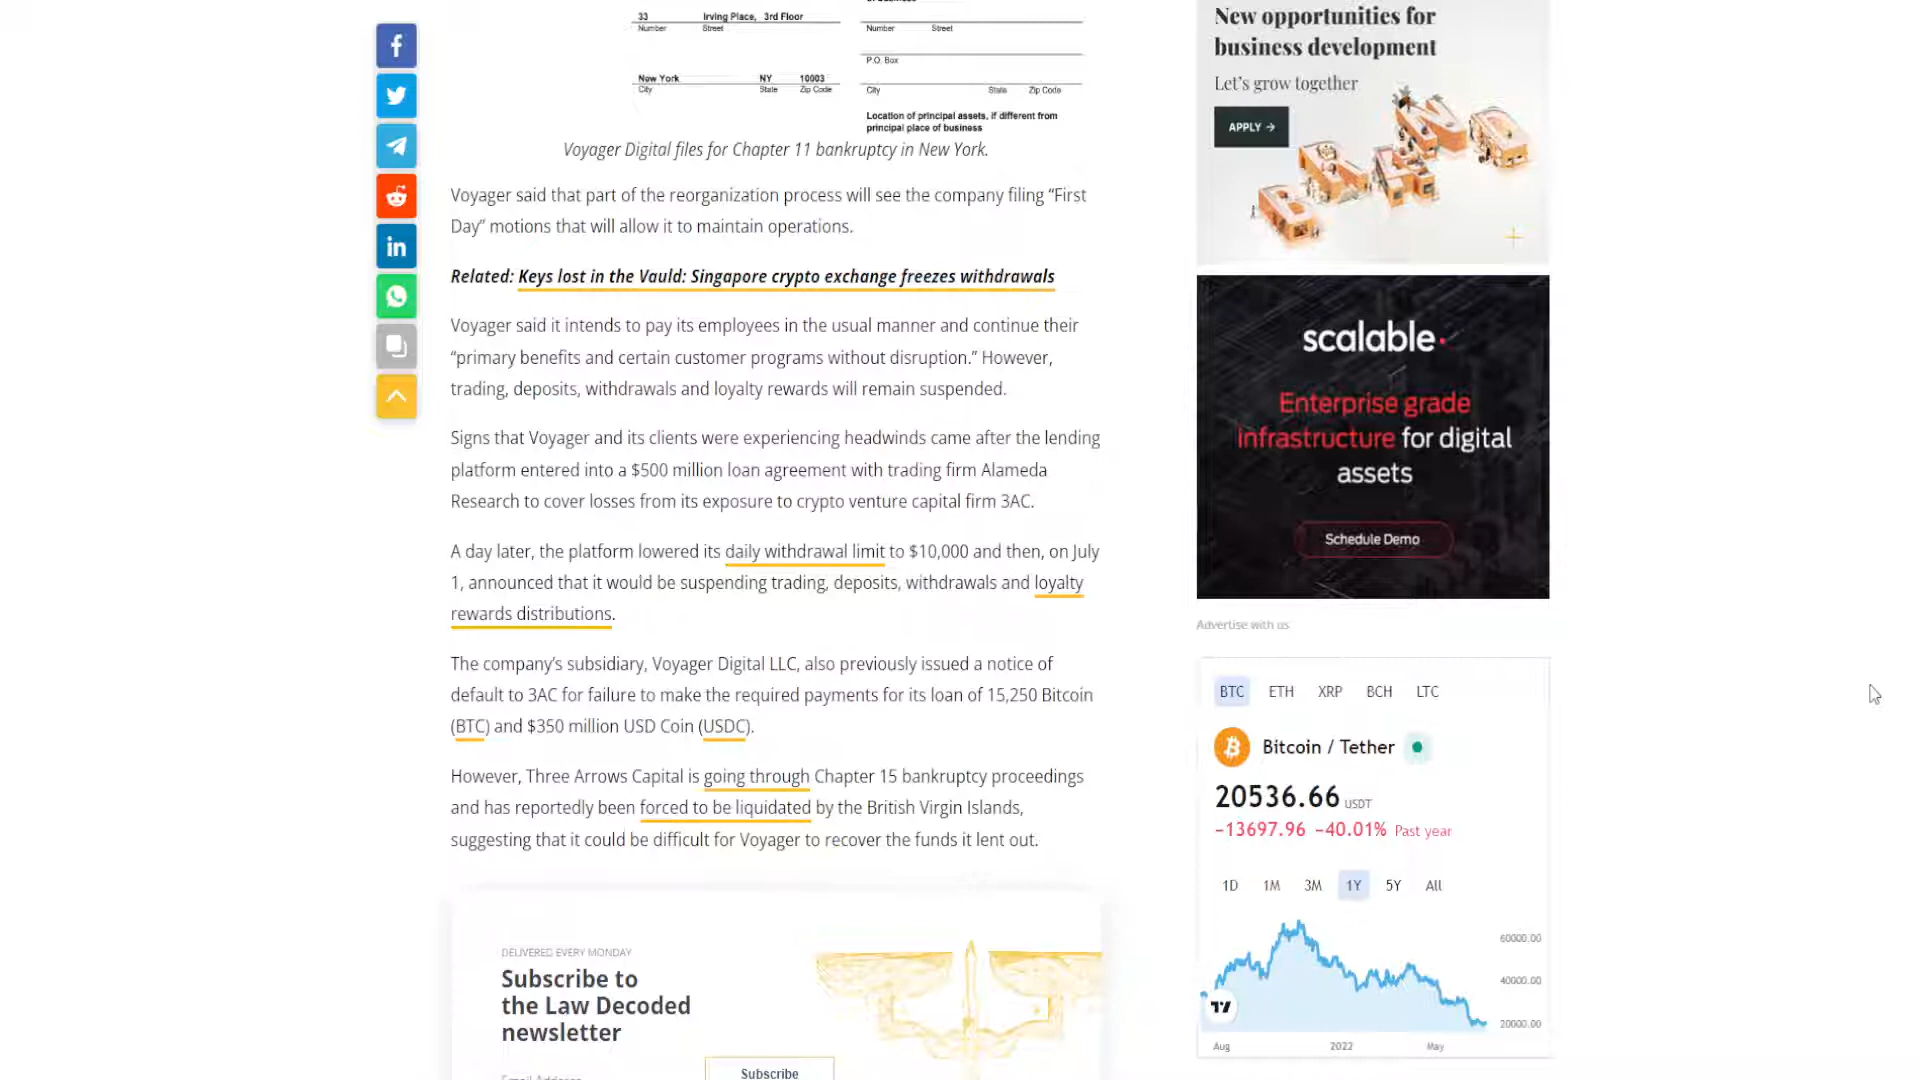 33 Irving Place, 3rd Floor
Number Street
Number Street
P.O. Box
New York NY 10003
City State Zip Code
City State Zip Code
Location of principal assets, if different from
principal place of business
Voyager Digital files for Chapter 11 bankruptcy in New York.
Voyager said that part of the reorganization process will see the company filing “First
Day” motions that will allow it to maintain operations.
Related: Keys lost in the Vauld: Singapore crypto exchange freezes withdrawals
Voyager said it intends to pay its employees in the usual manner and continue their
“primary benefits and certain customer programs without disruption.” However,
trading, deposits, withdrawals and loyalty rewards will remain suspended.
Signs that Voyager and its clients were experiencing headwinds came after the lending
platform entered into a $500 million loan agreement with trading firm Alameda
Research to cover losses from its exposure to crypto venture capital firm 3AC.
A day later, the platform lowered its daily withdrawal limit to $10,000 and then, on July
1, announced that it would be suspending trading, deposits, withdrawals and loyalty
rewards distributions.
The company’s subsidiary, Voyager Digital LLC, also previously issued a notice of
default to 3AC for failure to make the required payments for its loan of 15,250 Bitcoin
(BTC) and $350 million USD Coin (USDC).
However, Three Arrows Capital is going through Chapter 15 bankruptcy proceedings
and has reportedly been forced to be liquidated by the British Virgin Islands,
suggesting that it could be difficult for Voyager to recover the funds it lent out.
DELIVERED EVERY MONDAY
Subscribe to
the Law Decoded
newsletter
Email Address
Subscribe
New opportunities for
business development
Let’s grow together
APPLY →
scalable
Enterprise grade
infrastructure for digital
assets
Schedule Demo
Advertise with us
BTC ETH XRP BCH LTC
Bitcoin / Tether
20536.66 USDT
−13697.96 −40.01% Past year
1D 1M 3M 1Y 5Y All
60000.00
40000.00
20000.00
Aug 2022 May